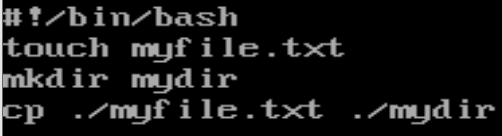 #!/bin/bash
touch myfile.txt
mkdir mydir
cp ./myfile.txt ./mydir